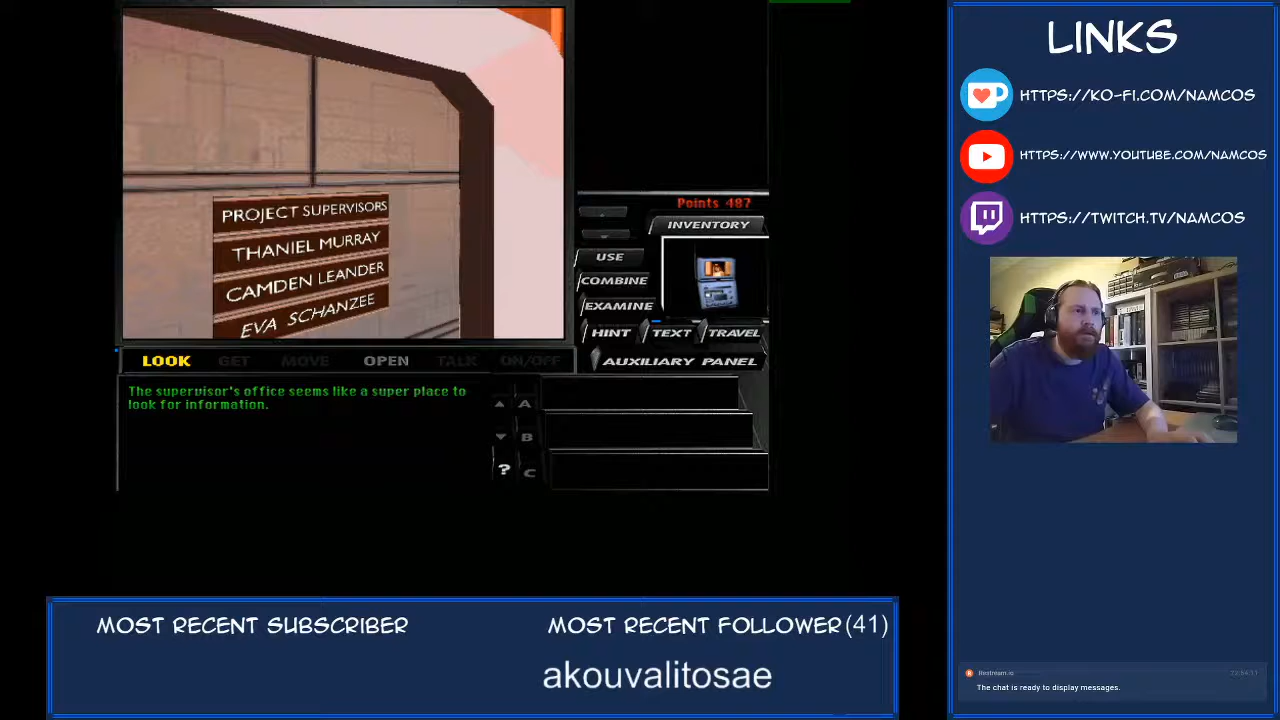 PROJECT SUPERVISORS
THANIEL MURRAY
CAMDEN LEANDER
EVA SCHANZEE
Points 487
INVENTORY
USE
COMBINE
EXAMINE
HINT TEXT TRAVEL
AUXILIARY PANEL
LOOK GET MOVE OPEN TALK ON/OFF
The supervisor's office seems like a super place to
look for information.
A
B
?
C
LINKS
HTTPS://KO-FI.COM/NAMCOS
HTTPS://WWW.YOUTUBE.COM/NAMCOS
HTTPS://TWITCH.TV/NAMCOS
MOST RECENT SUBSCRIBER
MOST RECENT FOLLOWER (41)
akouvalitosae
The chat is ready to display messages.